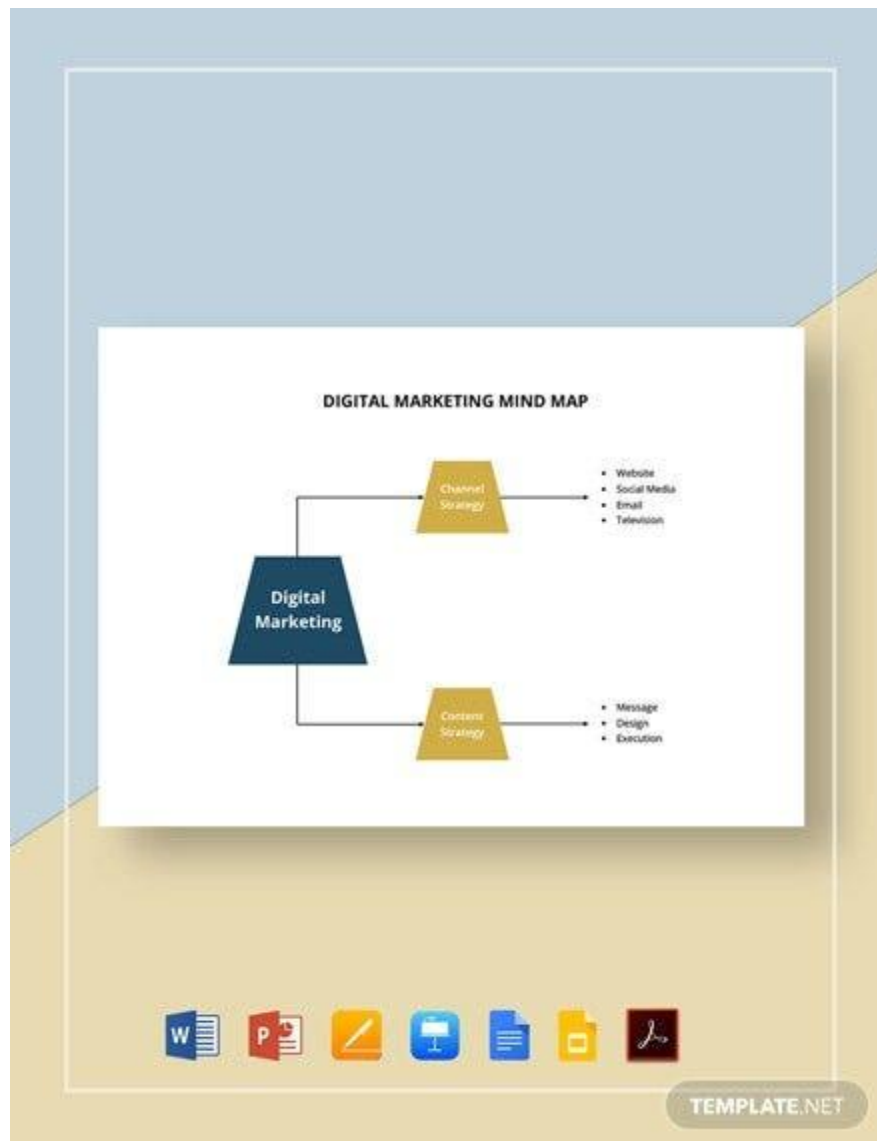 DIGITAL MARKETING MIND MAP
Channel
Strategy
• Website
• Social Media
• Email
• Television
Digital
Marketing
Content
Strategy
• Message
• Design
• Execution
W
P
TEMPLATE.NET